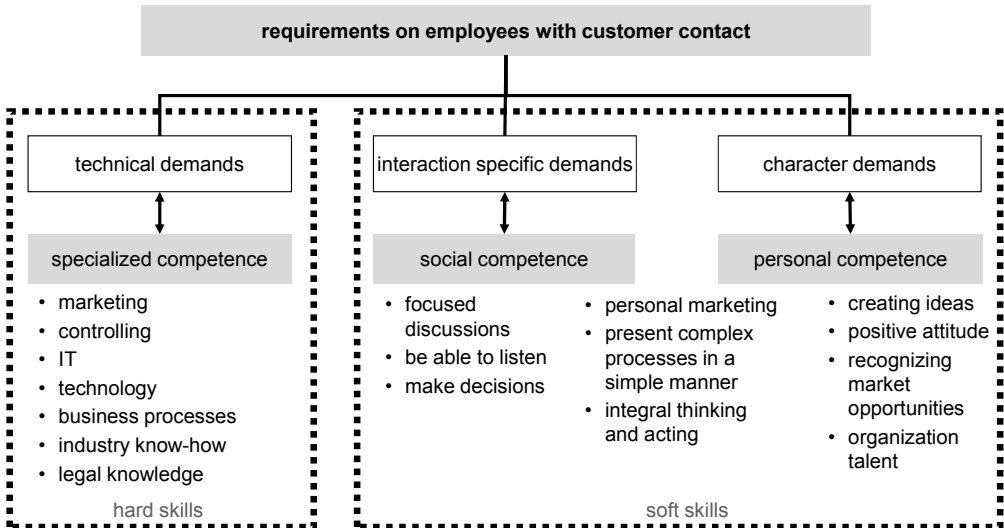 requirements on employees with customer contact
technical demands
interaction specific demands
character demands
specialized competence
social competence
personal competence
• marketing
• controlling
• IT
• technology
• business processes
• industry know-how
• legal knowledge
• focused
discussions
• be able to listen
• make decisions
• personal marketing
• present complex
processes in a
simple manner
• integral thinking
and acting
• creating ideas
• positive attitude
• recognizing
market
opportunities
• organization
talent
hard skills
soft skills